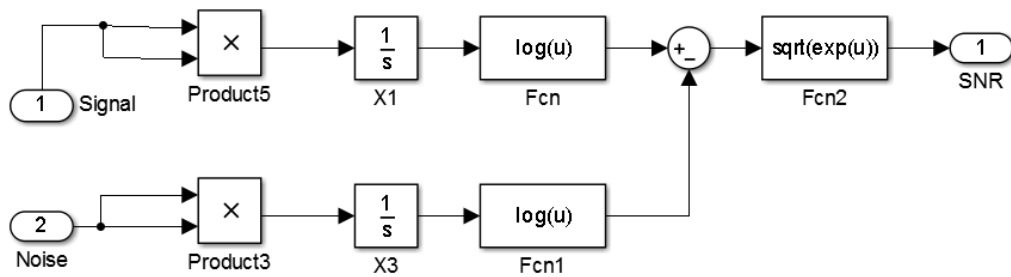 1
Signal
×
Product5
1
s
X1
log(u)
Fcn
+
−
sqrt(exp(u))
Fcn2
1
SNR
2
Noise
×
Product3
1
s
X3
log(u)
Fcn1